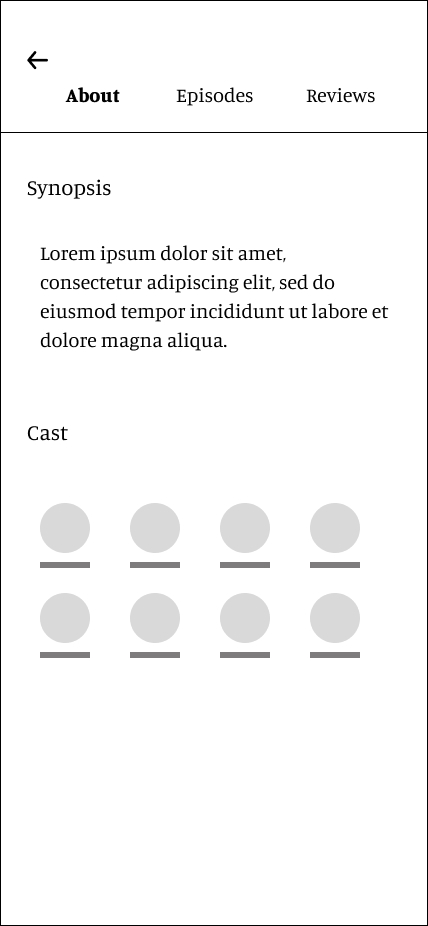 About Episodes Reviews
Synopsis
Lorem ipsum dolor sit amet,
consectetur adipiscing elit, sed do
eiusmod tempor incididunt ut labore et
dolore magna aliqua.
Cast